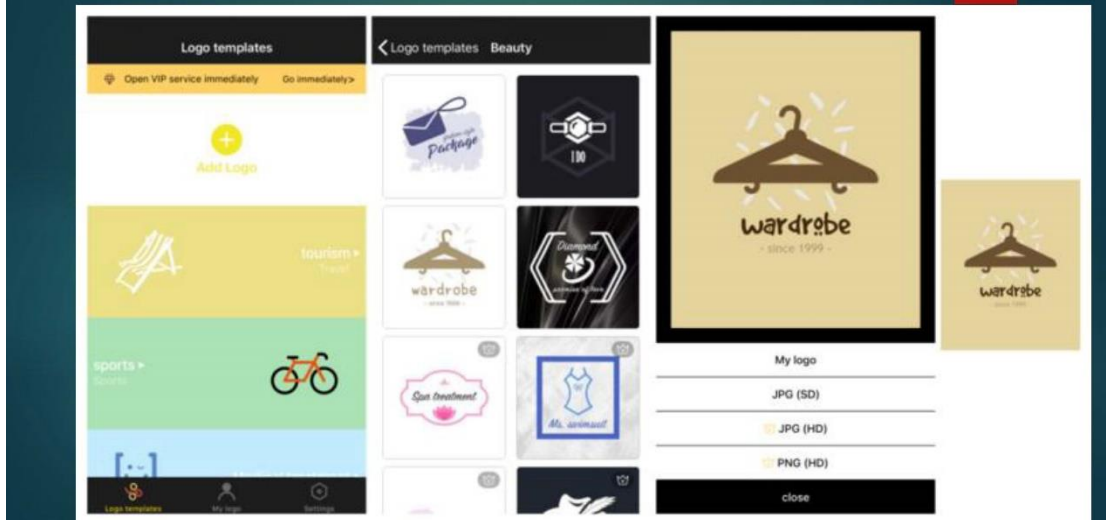 Logo templates
Open VIP service immediately Go immediately>
Add Logo
tourism
Travel
sports
Sports
Logo templates
My logo
Settings
Logo templates Beauty
Package
I DO
wardrobe
- since 1999 -
Diamond
Spa treatment
Ms. swimsuit
wardrobe
- since 1999 -
My logo
JPG (SD)
JPG (HD)
PNG (HD)
close
wardrobe